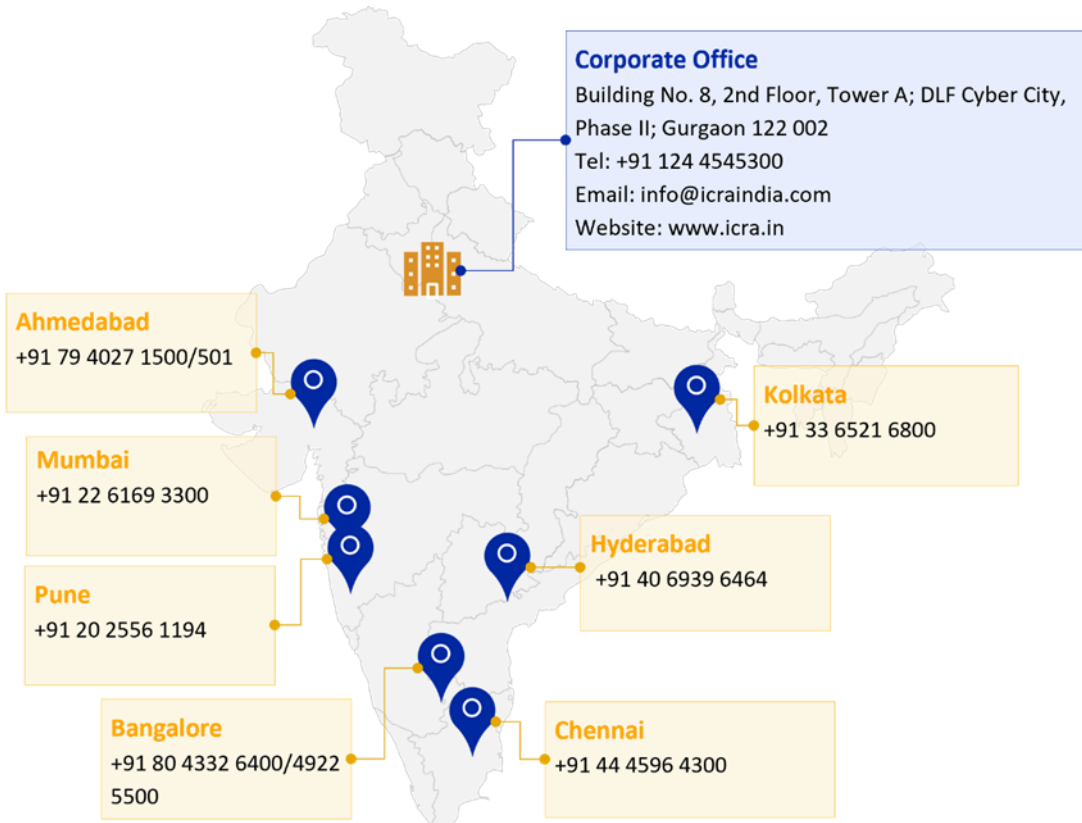 Corporate Office
Building No. 8, 2nd Floor, Tower A; DLF Cyber City,
Phase II; Gurgaon 122 002
Tel: +91 124 4545300
Email: info@icraindia.com
Website: www.icra.in
Ahmedabad
+91 79 4027 1500/501
Kolkata
+91 33 6521 6800
Mumbai
+91 22 6169 3300
Hyderabad
+91 40 6939 6464
Pune
+91 20 2556 1194
Bangalore
+91 80 4332 6400/4922
5500
Chennai
+91 44 4596 4300